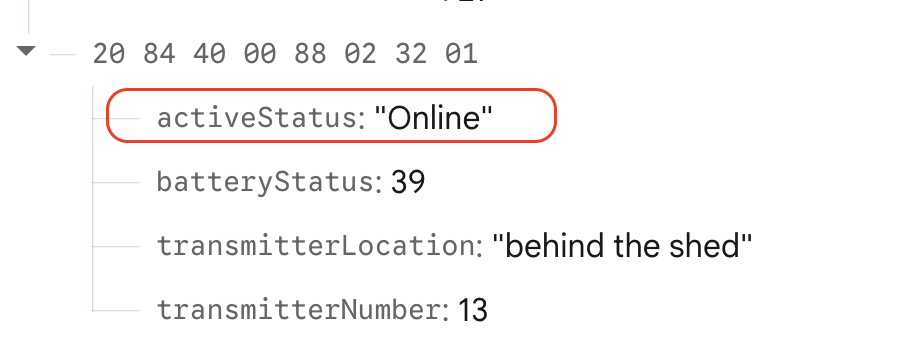 20 84 40 00 88 02 32 01
activeStatus: "Online"
batteryStatus: 39
transmitterLocation: "behind the shed"
transmitterNumber: 13